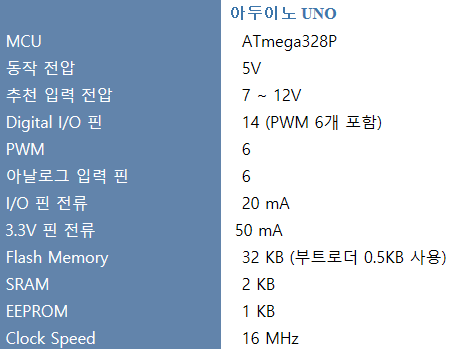 아두이노 UNO
MCU ATmega328P
동작 전압 5V
추천 입력 전압 7 ~ 12V
Digital I/O 핀 14 (PWM 6개 포함)
PWM 6
아날로그 입력 핀 6
I/O 핀 전류 20 mA
3.3V 핀 전류 50 mA
Flash Memory 32 KB (부트로더 0.5KB 사용)
SRAM 2 KB
EEPROM 1 KB
Clock Speed 16 MHz